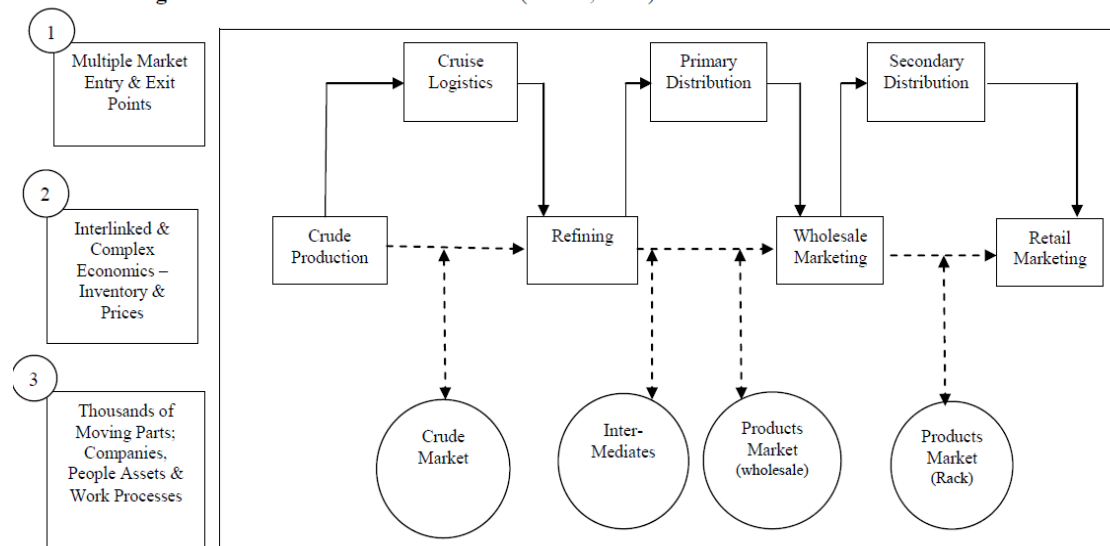 1
Multiple Market
Entry & Exit
Points
2
Interlinked &
Complex
Economics –
Inventory &
Prices
3
Thousands of
Moving Parts;
Companies,
People Assets &
Work Processes
Cruise
Logistics
Primary
Distribution
Secondary
Distribution
Crude
Production
Refining
Wholesale
Marketing
Retail
Marketing
Crude
Market
Inter-
Mediates
Products
Market
(wholesale)
Products
Market
(Rack)